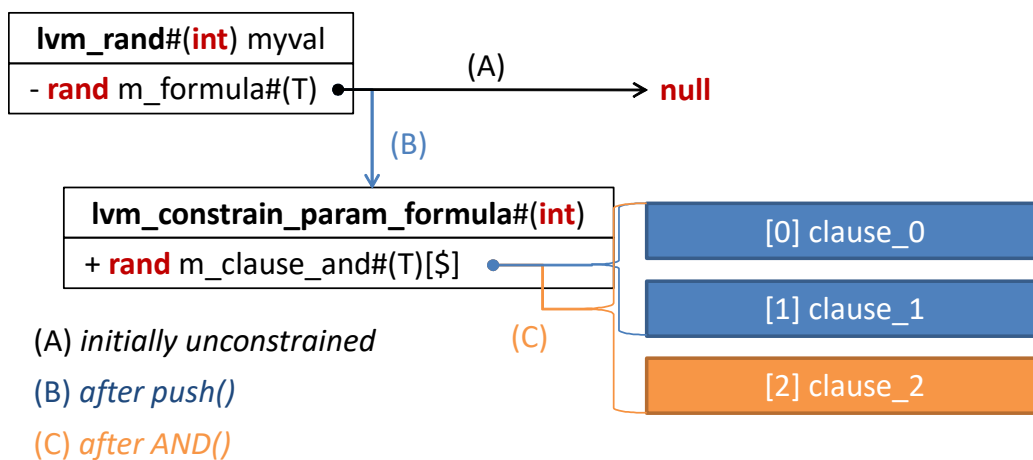 lvm_rand#(int) myval
- rand m_formula#(T)
(A)
null
(B)
lvm_constrain_param_formula#(int)
+ rand m_clause_and#(T)[$]
[0] clause_0
[1] clause_1
(C)
[2] clause_2
(A) initially unconstrained
(B) after push()
(C) after AND()